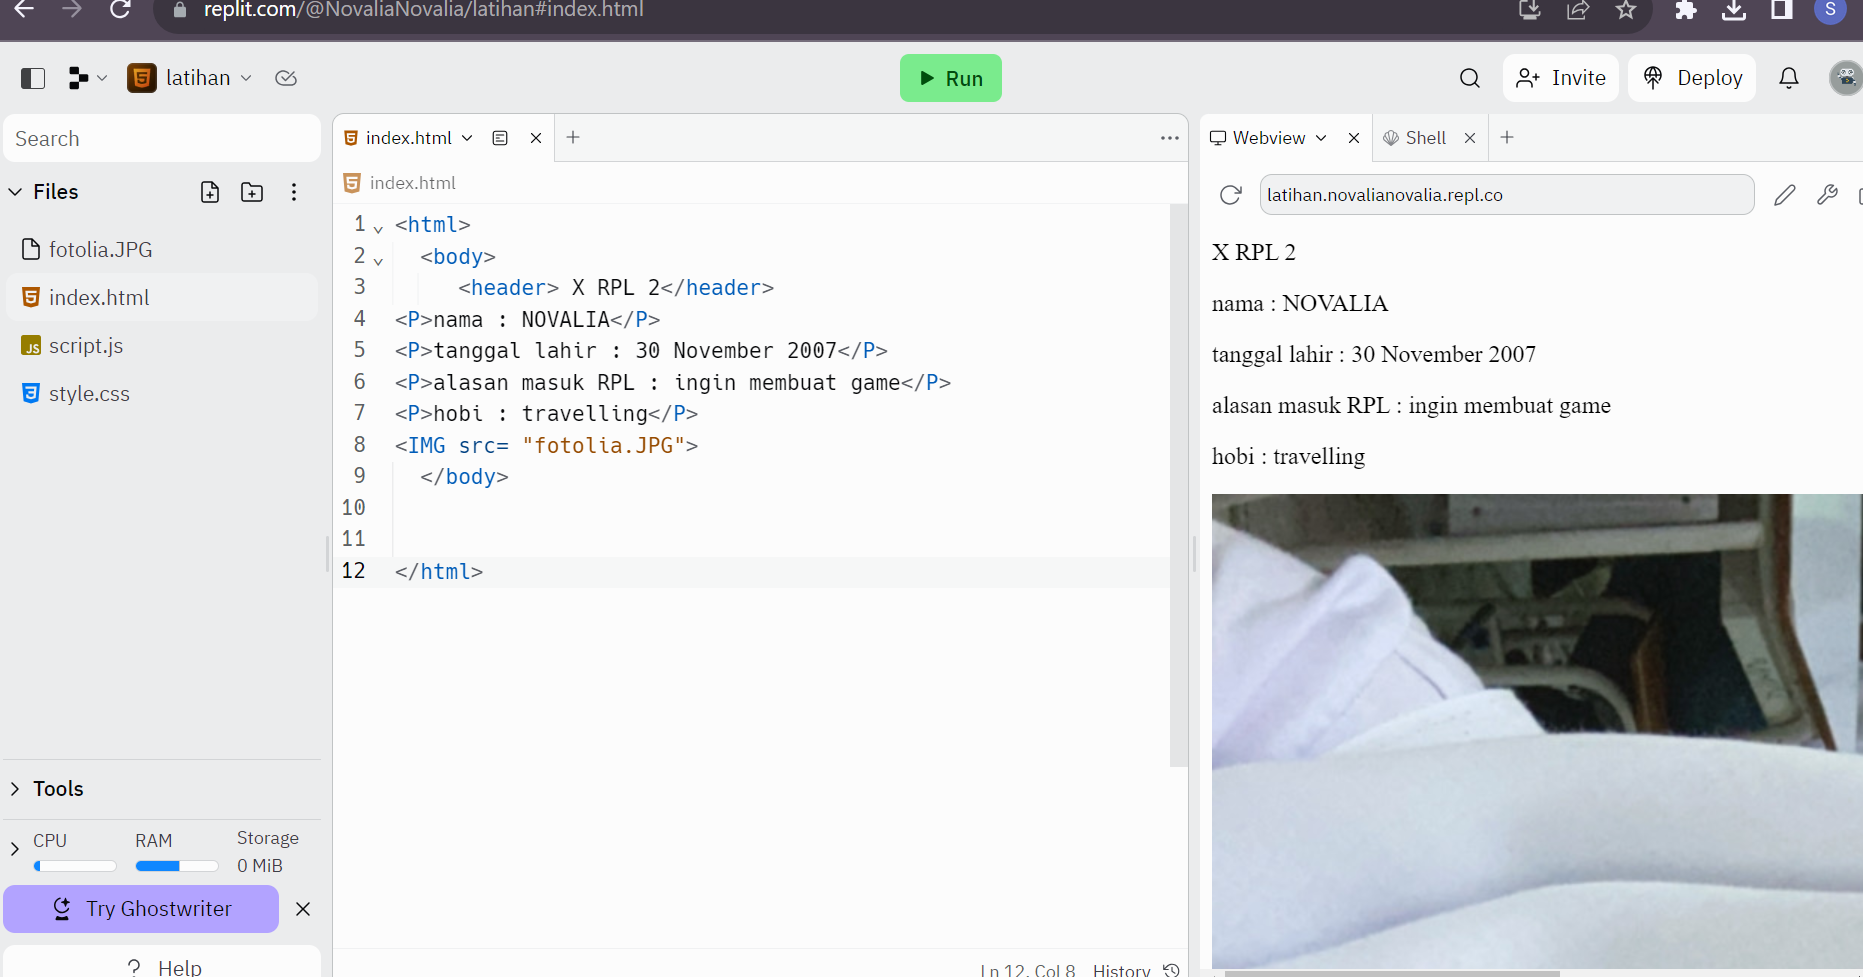 replit.com/@NovaliaNovalia/latihan#index.html
S
latihan
Run
Invite
Deploy
Search
Files
fotolia.JPG
index.html
script.js
style.css
Tools
CPU
RAM
Storage
0 MiB
Try Ghostwriter
Help
index.html
index.html
1 <html>
2 <body>
3 <header> X RPL 2</header>
4 <P>nama : NOVALIA</P>
5 <P>tanggal lahir : 30 November 2007</P>
6 <P>alasan masuk RPL : ingin membuat game</P>
7 <P>hobi : travelling</P>
8 <IMG src= "fotolia.JPG">
9 </body>
10
11
12 </html>
Ln 12, Col 8 History
Webview
Shell
latihan.novalianovalia.repl.co
X RPL 2
nama : NOVALIA
tanggal lahir : 30 November 2007
alasan masuk RPL : ingin membuat game
hobi : travelling